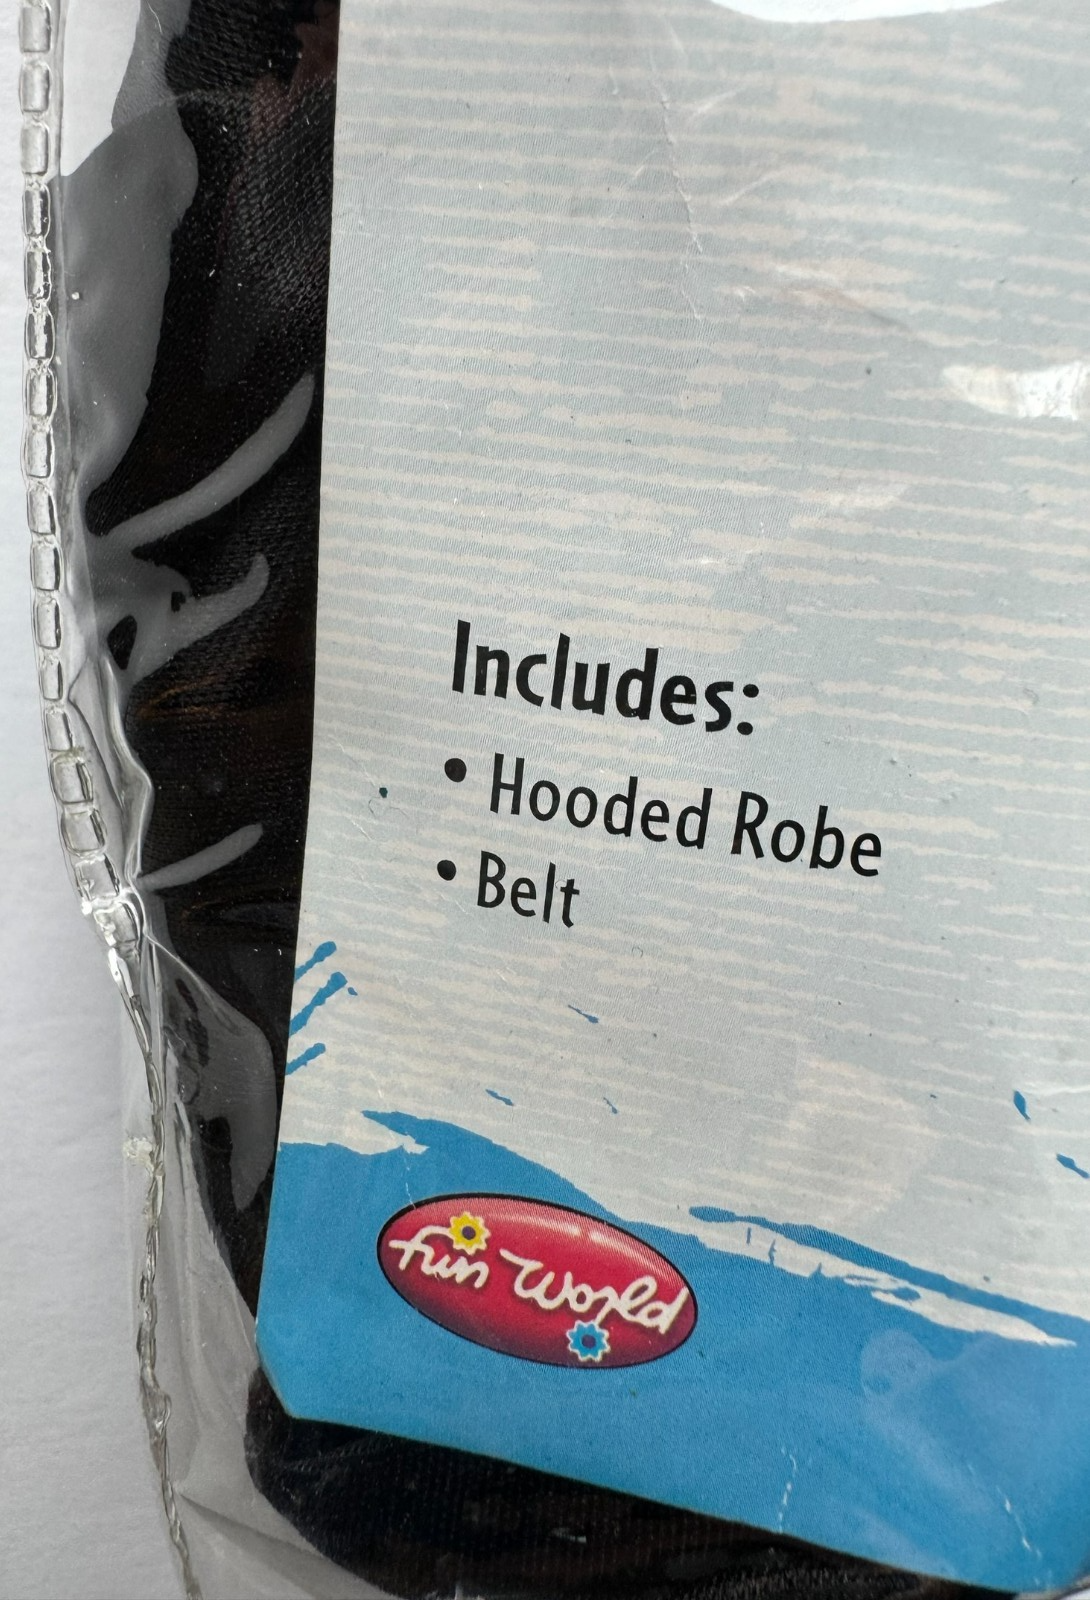 Includes:
• Hooded Robe
• Belt
fun world